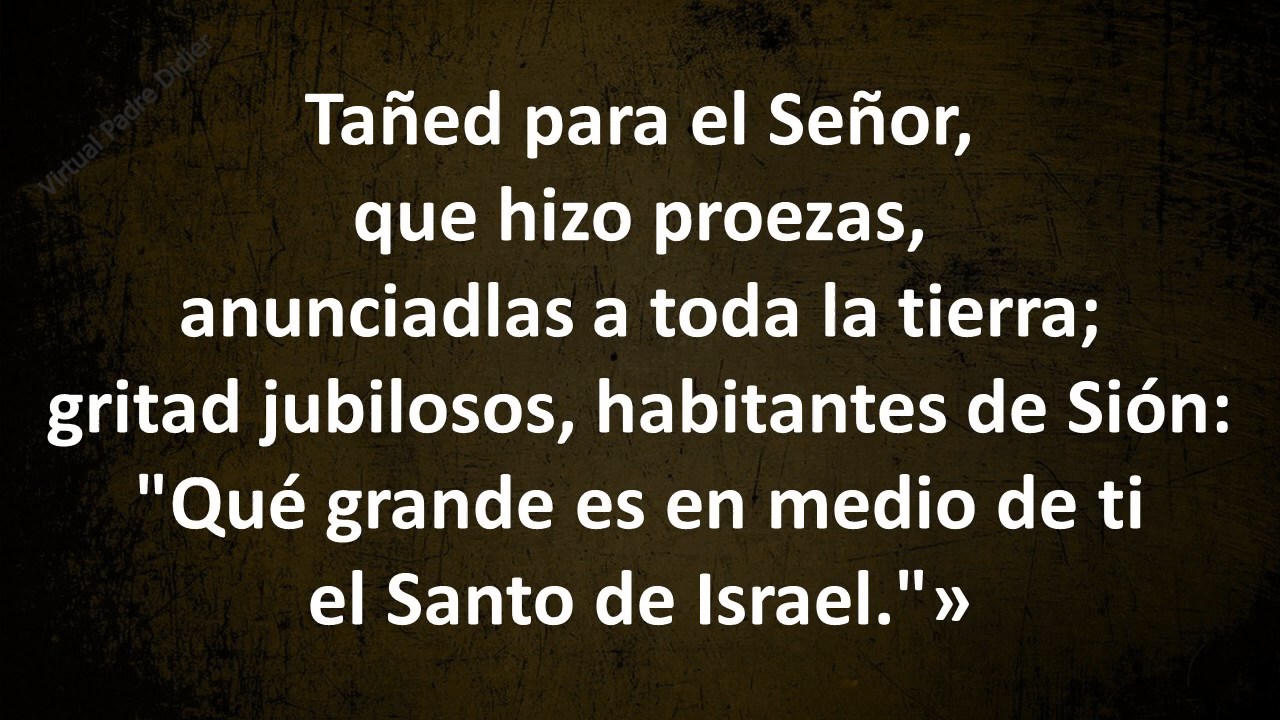 Virtual Padre Didier
Tañed para el Señor,
que hizo proezas,
anunciadlas a toda la tierra;
gritad jubilosos, habitantes de Sión:
"Qué grande es en medio de ti
el Santo de Israel."»